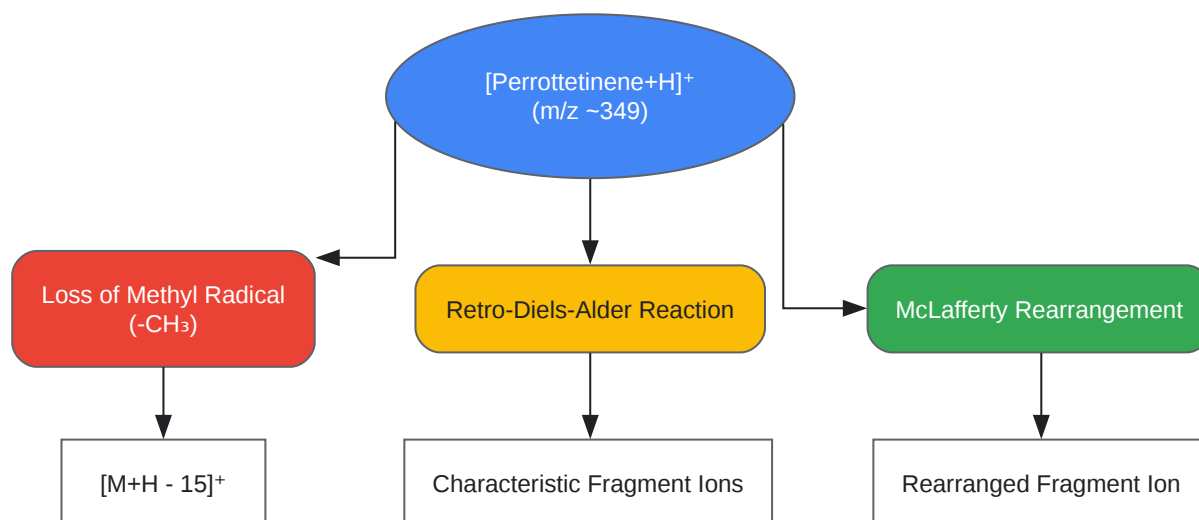 [Perrottetinene+H]⁺
(m/z ~349)
Loss of Methyl Radical
(-CH₃)
Retro-Diels-Alder Reaction
McLafferty Rearrangement
[M+H - 15]⁺
Characteristic Fragment Ions
Rearranged Fragment Ion